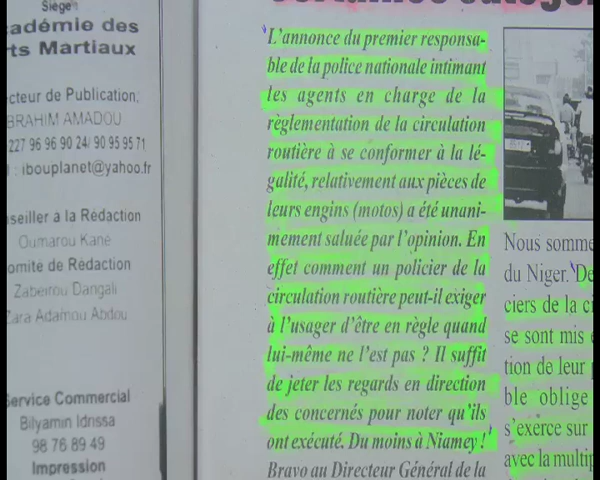 Siège
cadémie des
ts Martiaux
ecteur de Publication:
BRAHIM AMADOU
227 96 96 90 24/ 90 95 95 71
: ibouplanet@yahoo.fr
nseiller à la Rédaction
Oumarou Kane
omité de Rédaction
Zabeirou Dangali
Zara Adamou Abdou
Service Commercial
Bilyamin Idrissa
98 76 89 49
Impression
L'annonce du premier responsa-
ble de la police nationale intimant
les agents en charge de la
règlementation de la circulation
routière à se conformer à la lé-
galité, relativement aux pièces de
leurs engins (motos) a été unani-
mement saluée par l'opinion. En
effet comment un policier de la
circulation routière peut-il exiger
à l'usager d'être en règle quand
lui-même ne l'est pas ? Il suffit
de jeter les regards en direction
des concernés pour noter qu'ils
ont exécuté. Du moins à Niamey !
Bravo au Directeur Général de la
Nous somme
du Niger. De
ciers de la ci
se sont mis
tion de leur
ble oblige
s'exerce sur
avec la multip